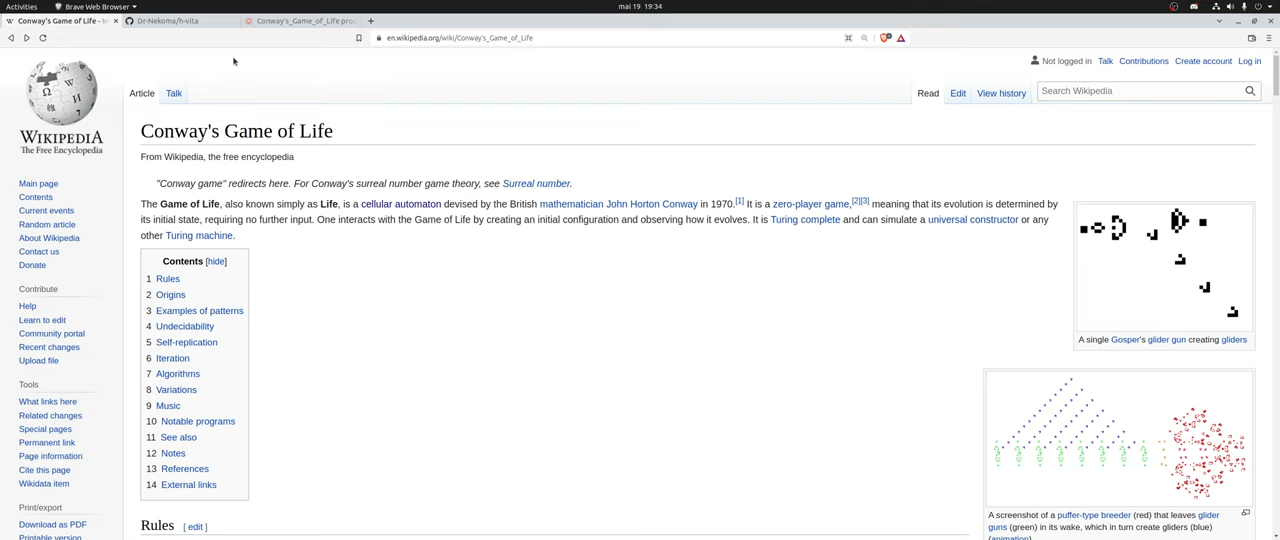 Activities
Brave Web Browser
mai 19 19:34
Conway's Game of Life - W
Dr-Nekoma/h-vita
Conway's_Game_of_Life pro
en.wikipedia.org/wiki/Conway's_Game_of_Life
Not logged in Talk Contributions Create account Log in
Article Talk Read Edit View history Search Wikipedia
WIKIPEDIA
The Free Encyclopedia
Main page
Contents
Current events
Random article
About Wikipedia
Contact us
Donate
Contribute
Help
Learn to edit
Community portal
Recent changes
Upload file
Tools
What links here
Related changes
Special pages
Permanent link
Page information
Cite this page
Wikidata item
Print/export
Download as PDF
Printable version
Conway's Game of Life
From Wikipedia, the free encyclopedia
"Conway game" redirects here. For Conway's surreal number game theory, see Surreal number.
The Game of Life, also known simply as Life, is a cellular automaton devised by the British mathematician John Horton Conway in 1970.[1] It is a zero-player game,[2][3] meaning that its evolution is determined by
its initial state, requiring no further input. One interacts with the Game of Life by creating an initial configuration and observing how it evolves. It is Turing complete and can simulate a universal constructor or any
other Turing machine.
Contents [hide]
1 Rules
2 Origins
3 Examples of patterns
4 Undecidability
5 Self-replication
6 Iteration
7 Algorithms
8 Variations
9 Music
10 Notable programs
11 See also
12 Notes
13 References
14 External links
Rules [ edit ]
A single Gosper's glider gun creating gliders
A screenshot of a puffer-type breeder (red) that leaves glider
guns (green) in its wake, which in turn create gliders (blue)
(animation)